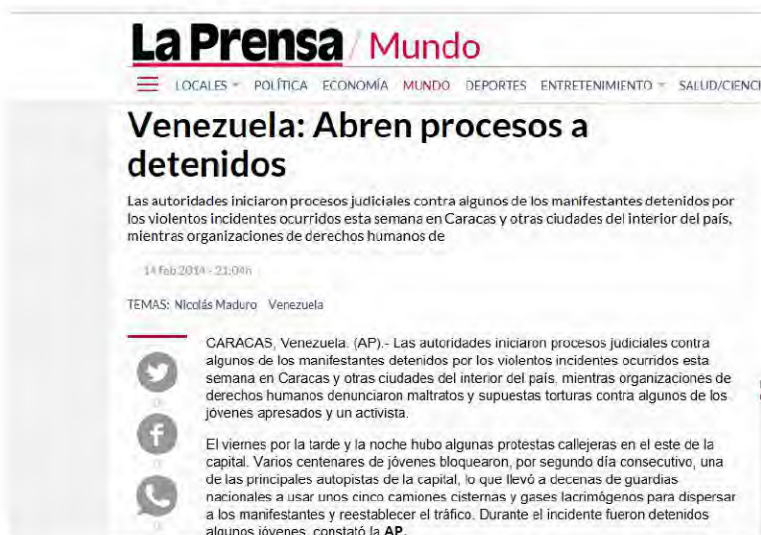 La Prensa / Mundo
LOCALES POLÍTICA ECONOMÍA MUNDO DEPORTES ENTRETENIMIENTO SALUD/CIENCI
Venezuela: Abren procesos a
detenidos
Las autoridades iniciaron procesos judiciales contra algunos de los manifestantes detenidos por
los violentos incidentes ocurridos esta semana en Caracas y otras ciudades del interior del país,
mientras organizaciones de derechos humanos de
14 feb 2014 - 21:04h
TEMAS: Nicolás Maduro Venezuela
CARACAS, Venezuela. (AP).- Las autoridades iniciaron procesos judiciales contra
algunos de los manifestantes detenidos por los violentos incidentes ocurridos esta
semana en Caracas y otras ciudades del interior del país, mientras organizaciones de
derechos humanos denunciaron maltratos y supuestas torturas contra algunos de los
jóvenes apresados y un activista.
El viernes por la tarde y la noche hubo algunas protestas callejeras en el este de la
capital. Varios centenares de jóvenes bloquearon, por segundo día consecutivo, una
de las principales autopistas de la capital, lo que llevó a decenas de guardias
nacionales a usar unos cinco camiones cisternas y gases lacrimógenos para dispersar
a los manifestantes y reestablecer el tráfico. Durante el incidente fueron detenidos
algunos jóvenes, constató la AP.